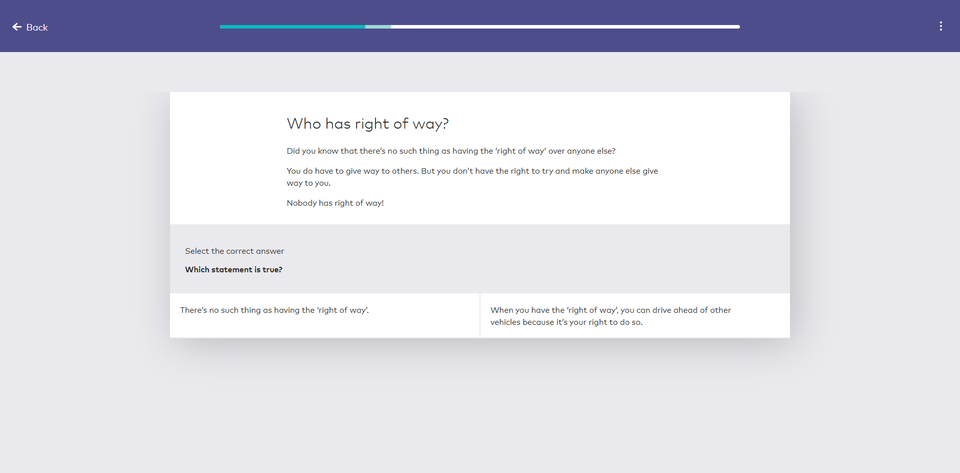 Back
Who has right of way?
Did you know that there's no such thing as having the 'right of way' over anyone else?
You do have to give way to others. But you don't have the right to try and make anyone else give
way to you.
Nobody has right of way!
Select the correct answer
Which statement is true?
There's no such thing as having the 'right of way'.
When you have the 'right of way', you can drive ahead of other
vehicles because it's your right to do so.